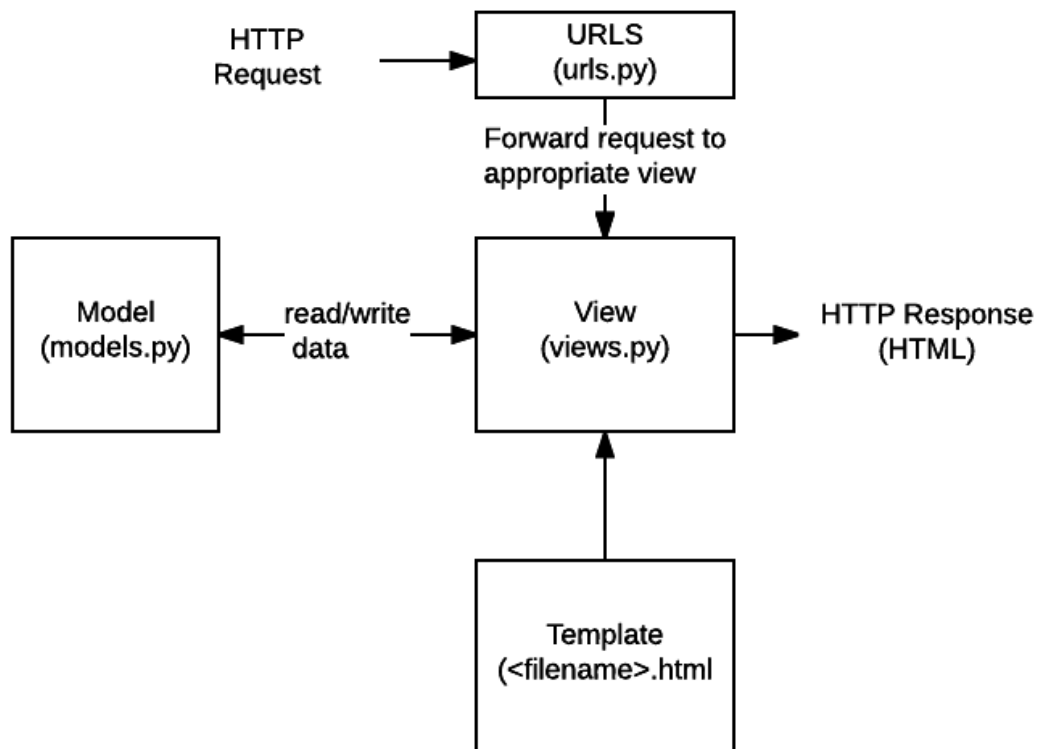 HTTP
Request
URLS
(urls.py)
Forward request to
appropriate view
Model
(models.py)
read/write
data
View
(views.py)
HTTP Response
(HTML)
Template
(<filename>.html